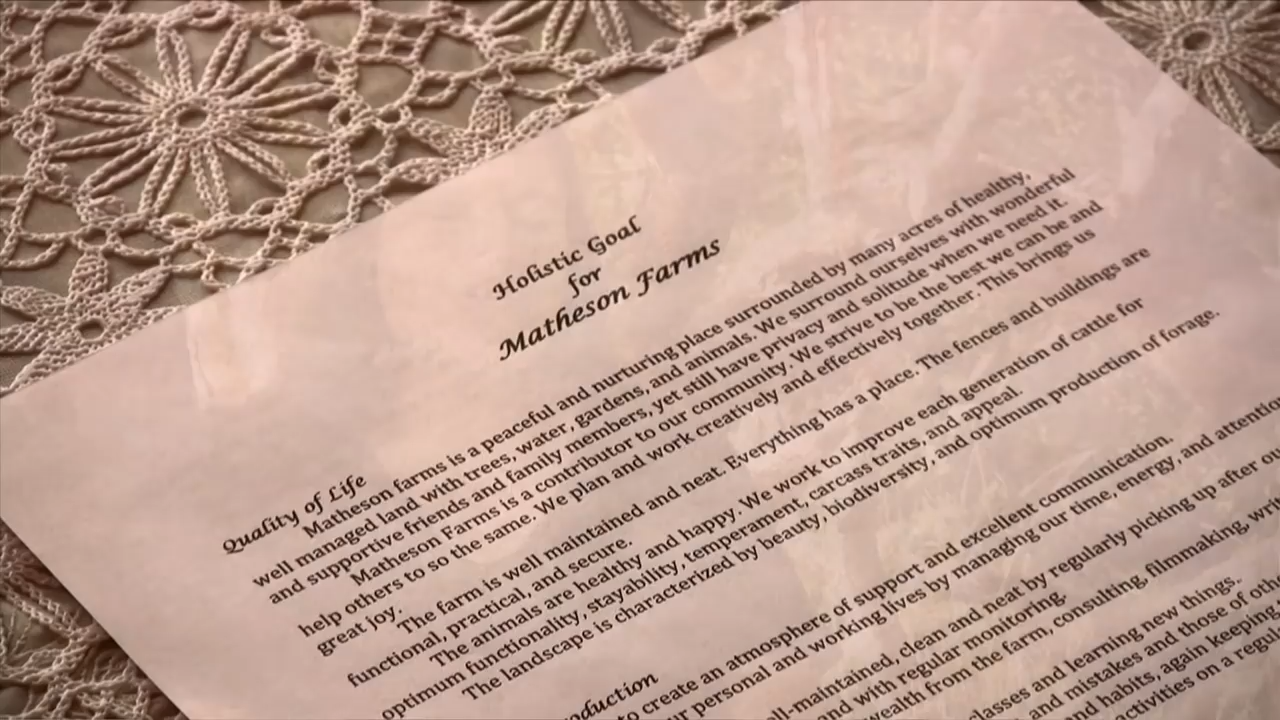 Holistic Goal
for
Matheson Farms
Quality of Life
Matheson farms is a peaceful and nurturing place surrounded by many acres of healthy,
well managed land with trees, water, gardens, and animals. We surround ourselves with wonderful
and supportive friends and family members, yet still have privacy and solitude when we need it.
Matheson Farms is a contributor to our community. We strive to be the best we can be and
help others to so the same. We plan and work creatively and effectively together. This brings us
great joy.
The farm is well maintained and neat. Everything has a place. The fences and buildings are
functional, practical, and secure.
The animals are healthy and happy. We work to improve each generation of cattle for
optimum functionality, stayability, temperament, carcass traits, and appeal.
The landscape is characterized by beauty, biodiversity, and optimum production of forage.
to create an atmosphere of support and excellent communication.
personal and working lives by managing our time, energy, and
clean and neat by regularly picking up after
and with regular monitoring
from the farm, consulting, filmmaking,
classes and learning new things.
and mistakes and those of
and habits, again keeping
on a